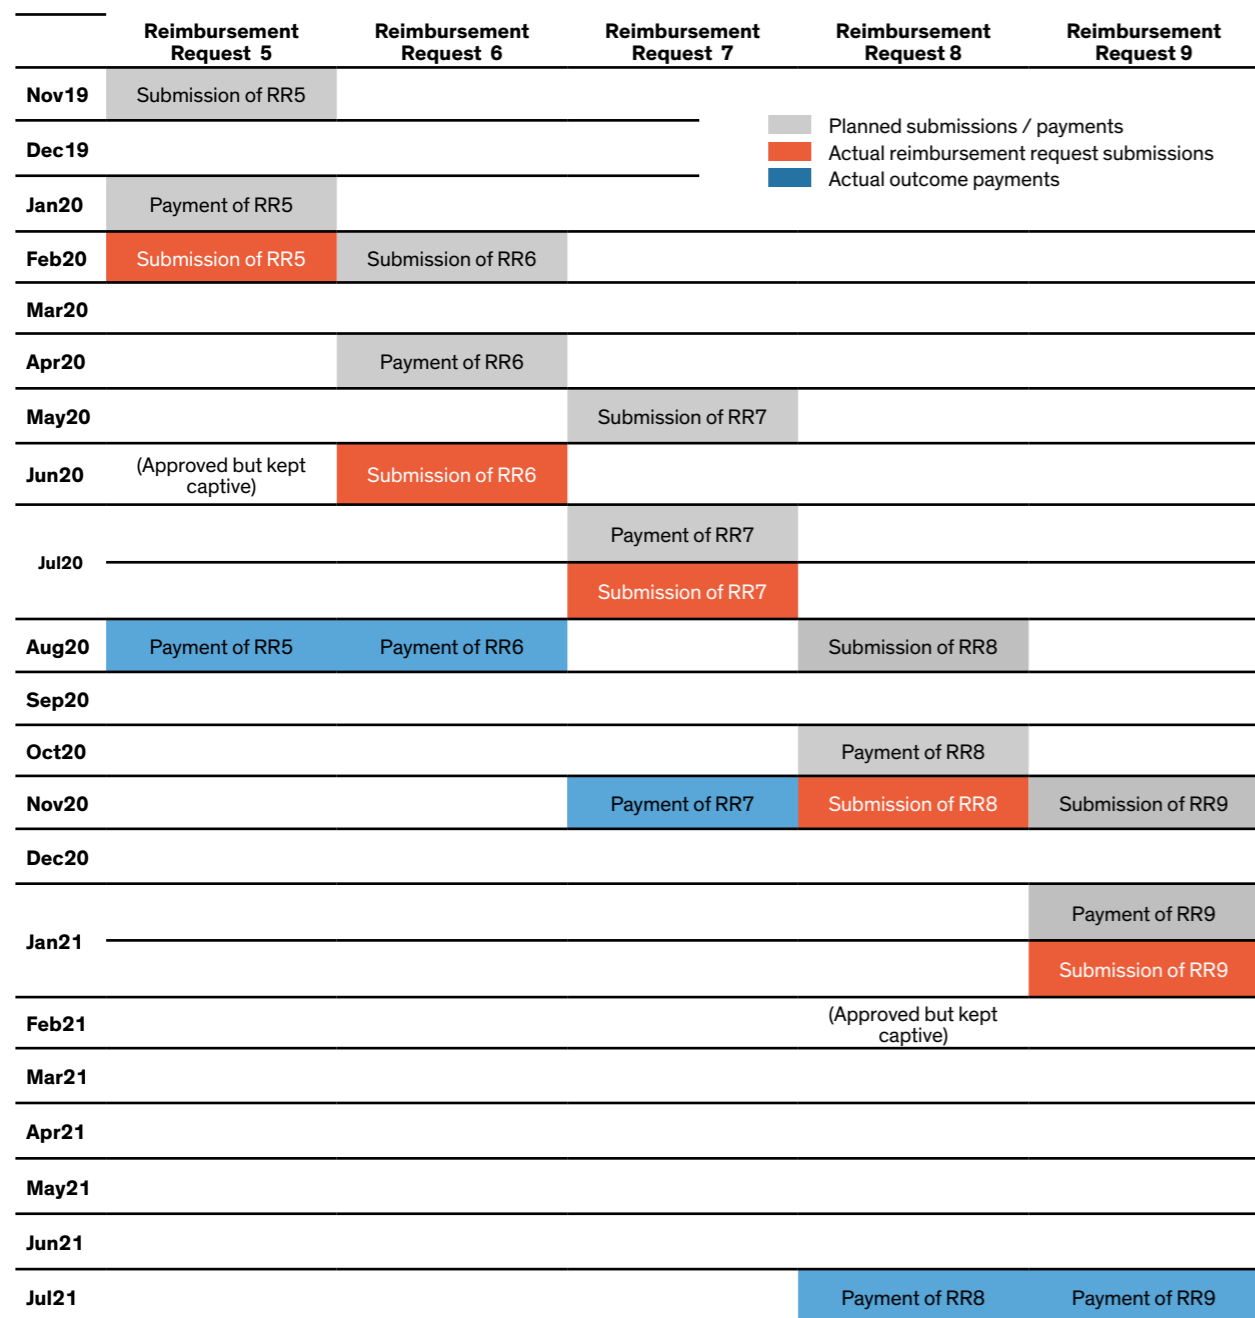 Reimbursement Request 5
Reimbursement Request 6
Reimbursement Request 7
Reimbursement Request 8
Reimbursement Request 9
Nov19
Submission of RR5
Planned submissions / payments
Actual reimbursement request submissions
Actual outcome payments
Dec19
Jan20
Payment of RR5
Feb20
Submission of RR5
Submission of RR6
Mar20
Apr20
Payment of RR6
May20
Submission of RR7
Jun20
(Approved but kept
captive)
Submission of RR6
Jul20
Payment of RR7
Submission of RR7
Aug20
Payment of RR5
Payment of RR6
Submission of RR8
Sep20
Oct20
Payment of RR8
Nov20
Payment of RR7
Submission of RR8
Submission of RR9
Dec20
Jan21
Payment of RR9
Submission of RR9
Feb21
(Approved but kept
captive)
Mar21
Apr21
May21
Jun21
Jul21
Payment of RR8
Payment of RR9